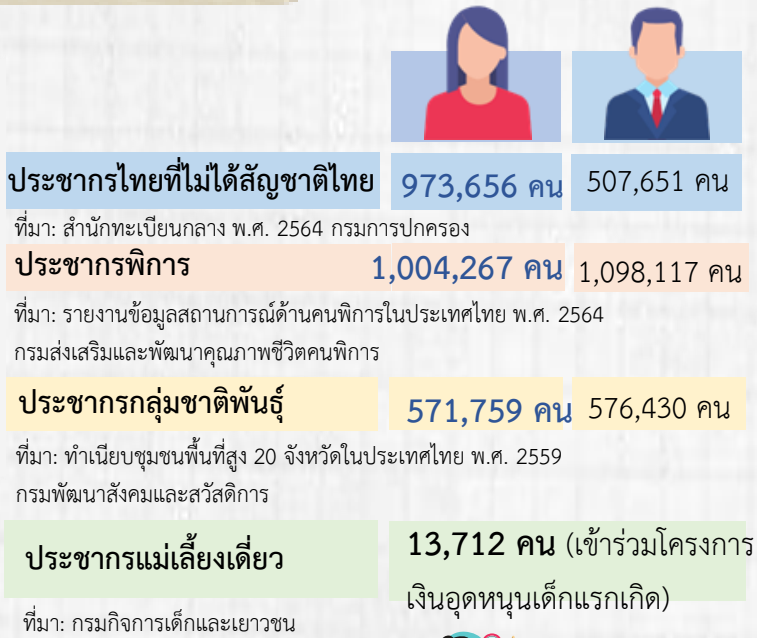 ประชากรไทยที่ไม่ได้สัญชาติไทย 973,656 คน 507,651 คน
ที่มา: สำนักทะเบียนกลาง พ.ศ. 2564 กรมการปกครอง
ประชากรพิการ 1,004,267 คน 1,098,117 คน
ที่มา: รายงานข้อมูลสถานการณ์ด้านคนพิการในประเทศไทย พ.ศ. 2564
กรมส่งเสริมและพัฒนาคุณภาพชีวิตคนพิการ
ประชากรกลุ่มชาติพันธุ์ 571,759 คน 576,430 คน
ที่มา: ทำเนียบชุมชนพื้นที่สูง 20 จังหวัดในประเทศไทย พ.ศ. 2559
กรมพัฒนาสังคมและสวัสดิการ
ประชากรแม่เลี้ยงเดี่ยว 13,712 คน (เข้าร่วมโครงการ
เงินอุดหนุนเด็กแรกเกิด)
ที่มา: กรมกิจการเด็กและเยาวชน